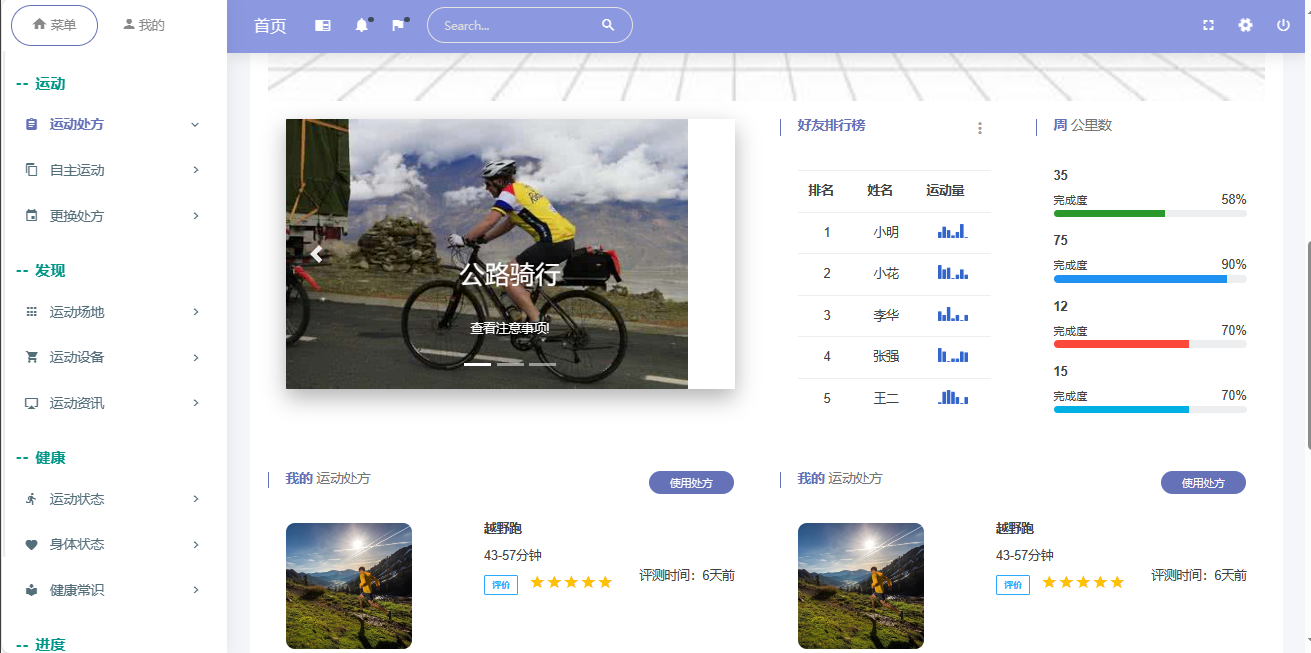 菜单
我的
首页
Search...
-- 运动
运动处方
自主运动
更换处方
-- 发现
运动场地
运动设备
运动资讯
-- 健康
运动状态
身体状态
健康常识
-- 进度
公路骑行
查看注意事项!
好友排行榜
排名 姓名 运动量
1 小明
2 小花
3 李华
4 张强
5 王二
周 公里数
35
完成度 58%
75
完成度 90%
12
完成度 70%
15
完成度 70%
我的 运动处方
使用处方
越野跑
43-57分钟
评价
评测时间：6天前
我的 运动处方
使用处方
越野跑
43-57分钟
评价
评测时间：6天前